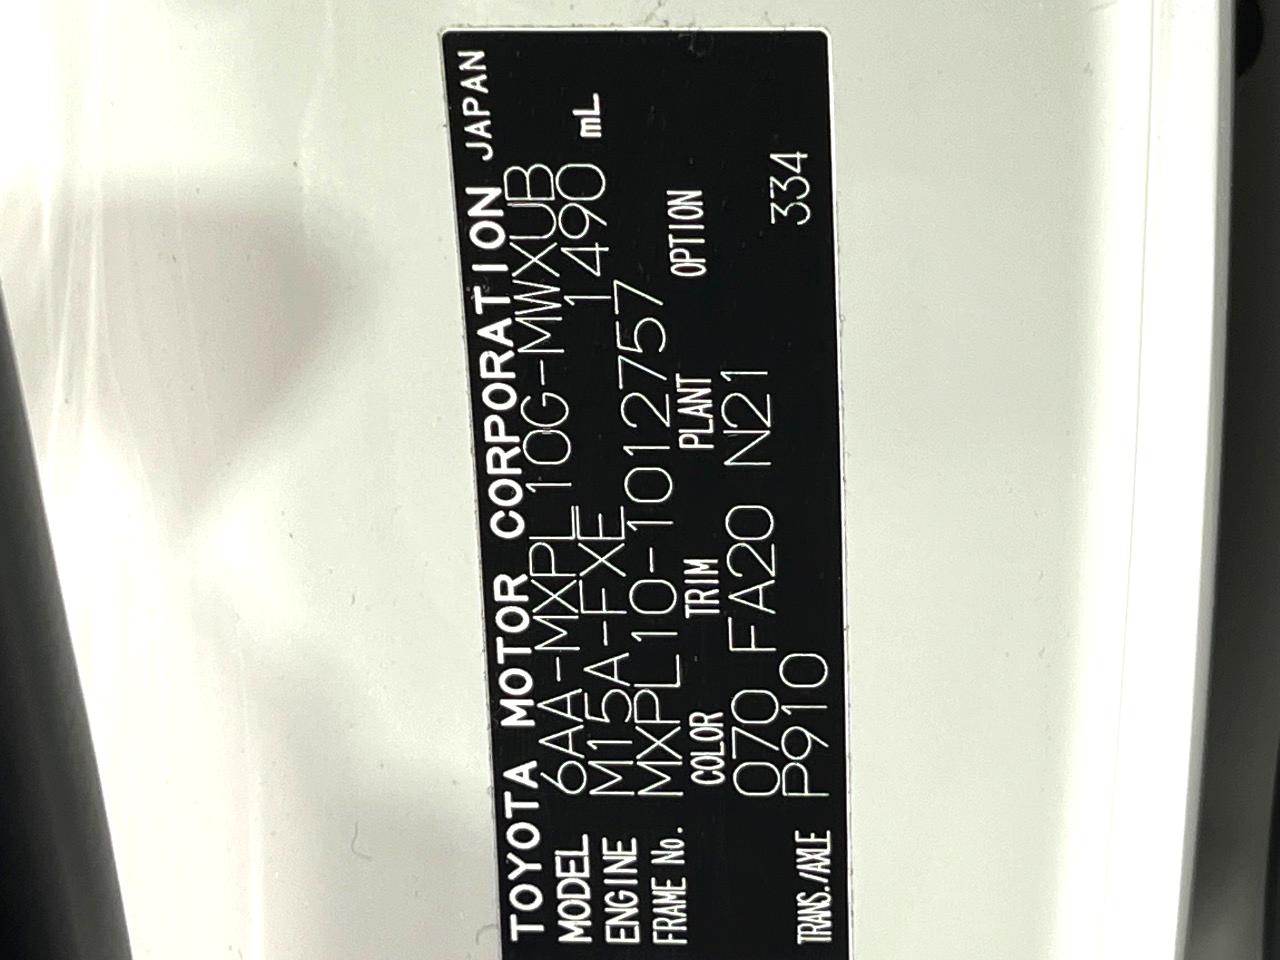 TOYOTA MOTOR CORPORATION JAPAN
MODEL 6AA-MXPL10G-MWXUB
ENGINE M15A-FXE 1490 mL
FRAME No. MXPL10-1012757
COLOR TRIM PLANT OPTION
070 FA20 N21
TRANS./AXLE P910 334